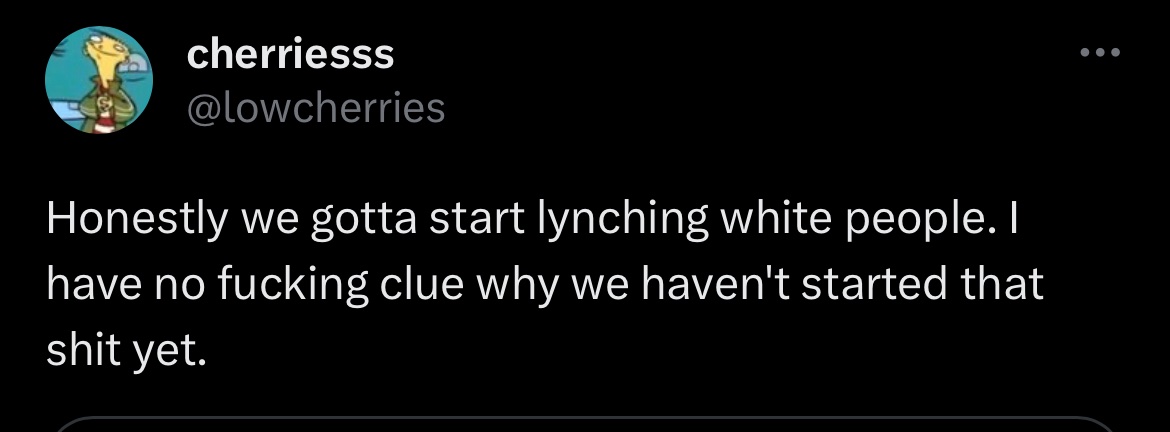 cherriesss
@lowcherries
Honestly we gotta start lynching white people. I
have no fucking clue why we haven't started that
shit yet.